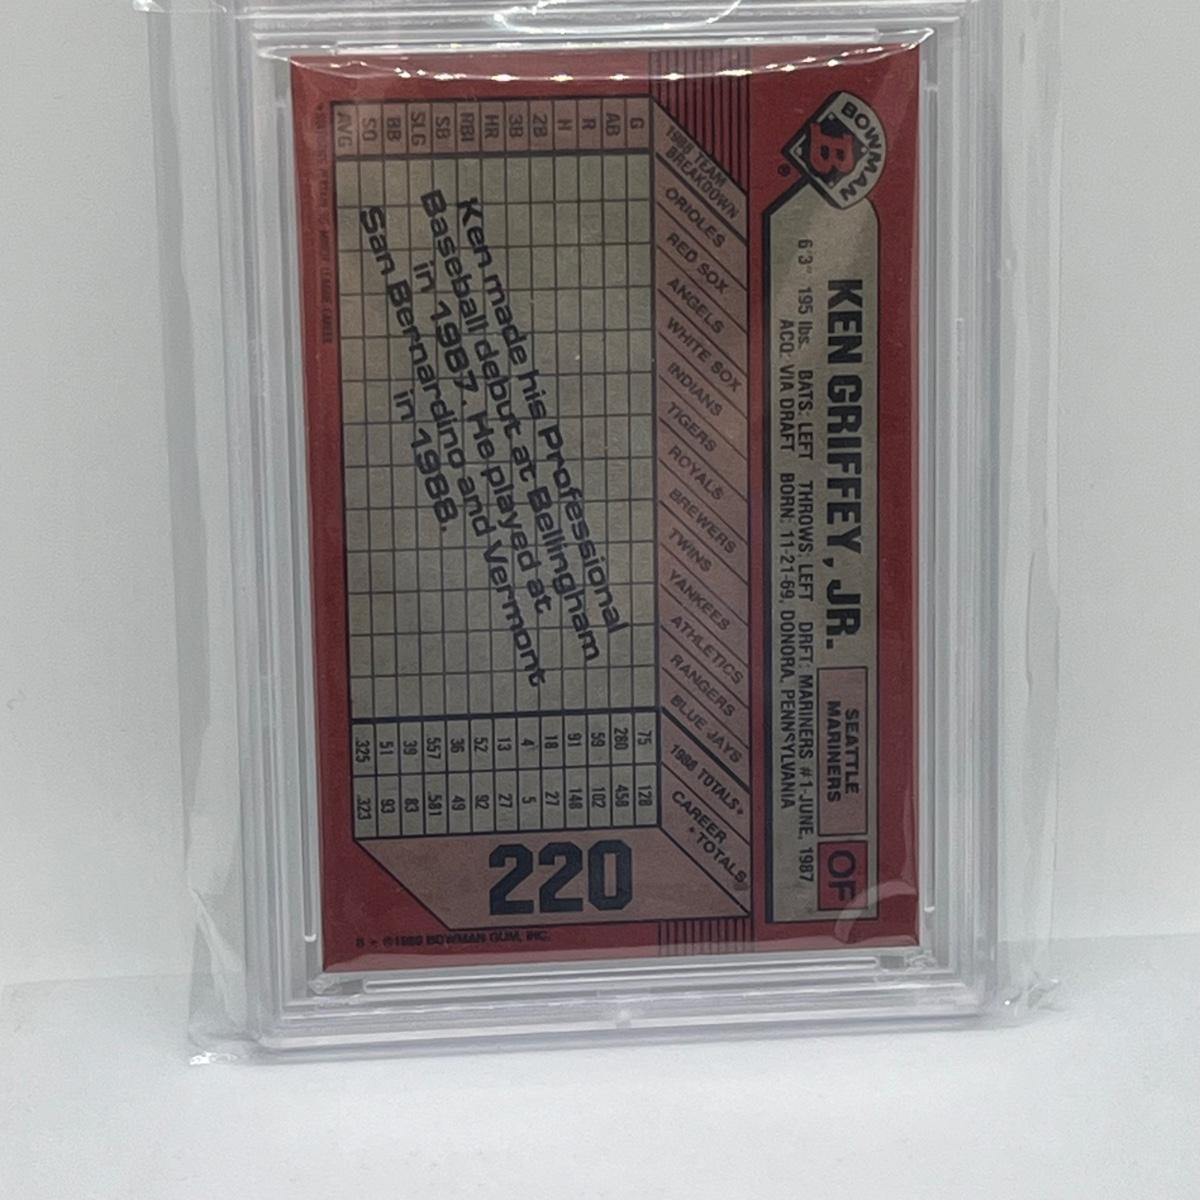 BOWMAN
B
®
KEN GRIFFEY, JR.
SEATTLE
MARINERS
OF
6'3" 195 lbs. BATS: LEFT THROWS: LEFT DRFT: MARINERS #1-JUNE, 1987
ACQ: VIA DRAFT BORN: 11-21-69, DONORA, PENNSYLVANIA
1988 TEAM
BREAKDOWN
ORIOLES
RED SOX
ANGELS
WHITE SOX
INDIANS
TIGERS
ROYALS
BREWERS
TWINS
YANKEES
ATHLETICS
RANGERS
BLUE JAYS
1988 TOTALS*
CAREER
*TOTALS
G 75 128
AB 280 458
R 59 102
H 91 148
2B 18 27
3B 4 5
HR 13 27
RBI 52 92
SB 36 49
SLG .557 .581
BB 39 83
SO 51 93
AVG .325 .323
Ken made his Professional
Baseball debut at Bellingham
in 1987. He played at
San Bernardino and Vermont
in 1988.
220
B * ©1989 BOWMAN GUM, INC.